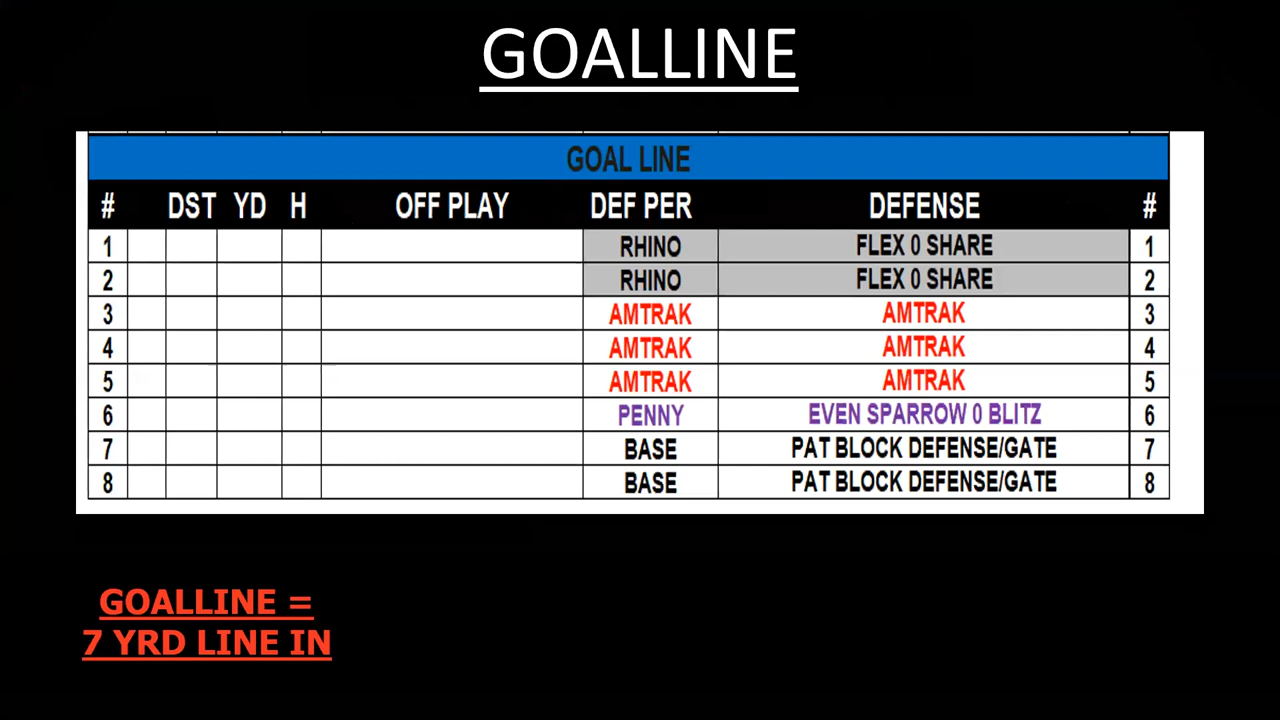 GOALLINE
GOAL LINE
# DST YD H OFF PLAY DEF PER DEFENSE #
1 RHINO FLEX 0 SHARE 1
2 RHINO FLEX 0 SHARE 2
3 AMTRAK AMTRAK 3
4 AMTRAK AMTRAK 4
5 AMTRAK AMTRAK 5
6 PENNY EVEN SPARROW 0 BLITZ 6
7 BASE PAT BLOCK DEFENSE/GATE 7
8 BASE PAT BLOCK DEFENSE/GATE 8
GOALLINE =
7 YRD LINE IN